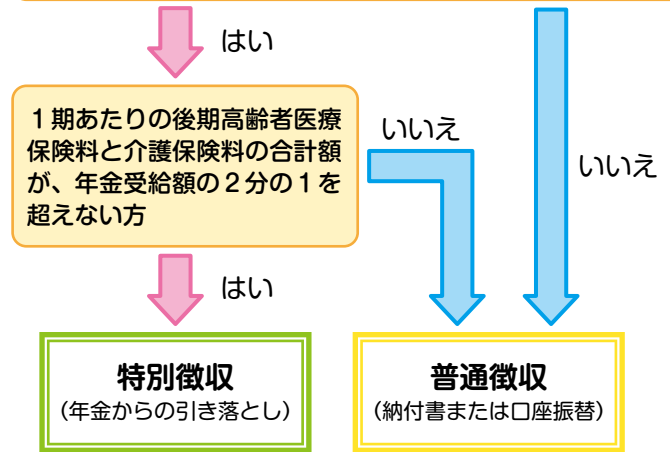 はい
１期あたりの後期高齢者医療
保険料と介護保険料の合計額
が、年金受給額の２分の１を
超えない方
いいえ
いいえ
はい
特別徴収
（年金からの引き落とし）
普通徴収
（納付書または口座振替）